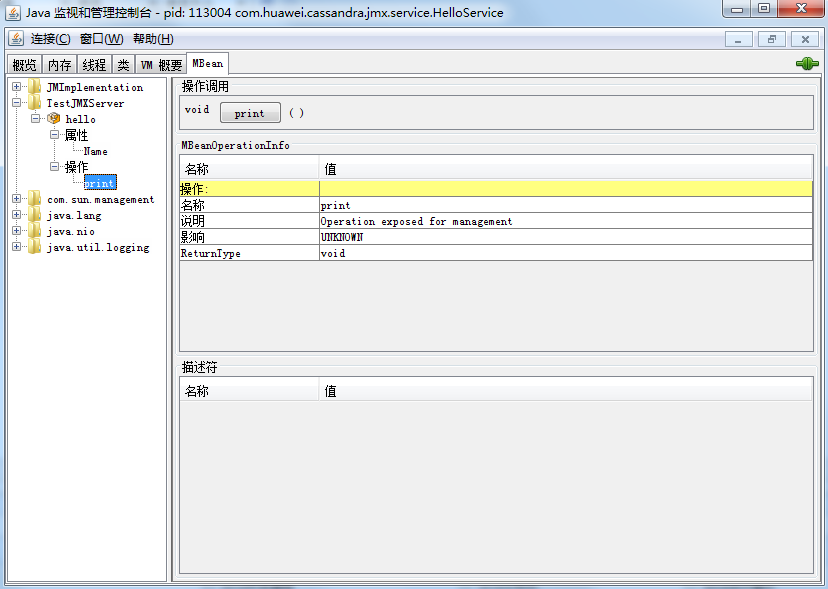 Java 监视和管理控制台 - pid: 113004 com.huawei.cassandra.jmx.service.HelloService
连接(C) 窗口(W) 帮助(H)
概览 内存 线程 类 VM 概要 MBean
JMImplementation
TestJMXServer
hello
属性
Name
操作
print
com.sun.management
java.lang
java.nio
java.util.logging
操作调用
void print ( )
MBeanOperationInfo
名称 值
操作:
名称 print
说明 Operation exposed for management
影响 UNKNOWN
ReturnType void
描述符
名称 值